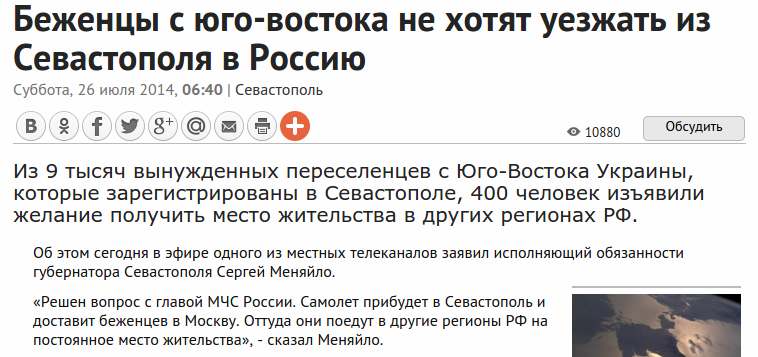 Беженцы с юго-востока не хотят уезжать из
Севастополя в Россию
Суббота, 26 июля 2014, 06:40 | Севастополь
В f g+ @ +
10880
Обсудить
Из 9 тысяч вынужденных переселенцев с Юго-Востока Украины,
которые зарегистрированы в Севастополе, 400 человек изъявили
желание получить место жительства в других регионах РФ.
Об этом сегодня в эфире одного из местных телеканалов заявил исполняющий обязанности
губернатора Севастополя Сергей Меняйло.
«Решен вопрос с главой МЧС России. Самолет прибудет в Севастополь и
доставит беженцев в Москву. Оттуда они поедут в другие регионы РФ на
постоянное место жительства», - сказал Меняйло.